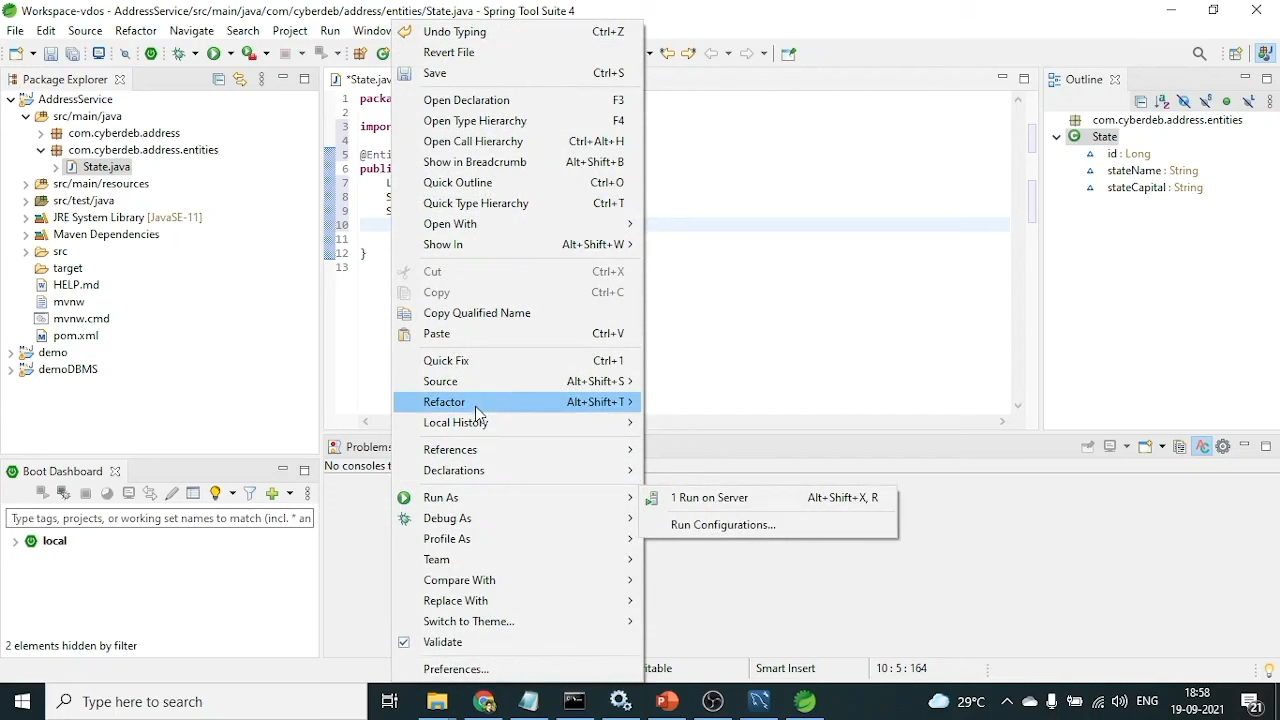 Workspace-vdos - AddressService/src/main/java/com/cyberdeb/address/entities/State.java - Spring Tool Suite 4
File Edit Source Refactor Navigate Search Project Run Window
Package Explorer
*State.jav
Outline
AddressService
src/main/java
com.cyberdeb.address
com.cyberdeb.address.entities
State.java
src/main/resources
src/test/java
JRE System Library [JavaSE-11]
Maven Dependencies
src
target
HELP.md
mvnw
mvnw.cmd
pom.xml
demo
demoDBMS
1 packa
2
3 impor
4
5 @Enti
6 publi
7 L
8 S
9 S
10
11
12 }
13
Undo Typing Ctrl+Z
Revert File
Save Ctrl+S
Open Declaration F3
Open Type Hierarchy F4
Open Call Hierarchy Ctrl+Alt+H
Show in Breadcrumb Alt+Shift+B
Quick Outline Ctrl+O
Quick Type Hierarchy Ctrl+T
Open With
Show In Alt+Shift+W
Cut Ctrl+X
Copy Ctrl+C
Copy Qualified Name
Paste Ctrl+V
Quick Fix Ctrl+1
Source Alt+Shift+S
Refactor Alt+Shift+T
Local History
References
Declarations
Run As
Debug As
Profile As
Team
Compare With
Replace With
Switch to Theme...
Validate
Preferences...
1 Run on Server Alt+Shift+X, R
Run Configurations...
com.cyberdeb.address.entities
State
id : Long
stateName : String
stateCapital : String
Problems
No consoles t
Boot Dashboard
Type tags, projects, or working set names to match (incl. * an
local
2 elements hidden by filter
itable
Smart Insert
10 : 5 : 164
Type here to search
29°C
ENG
18:58
19-09-2021
21